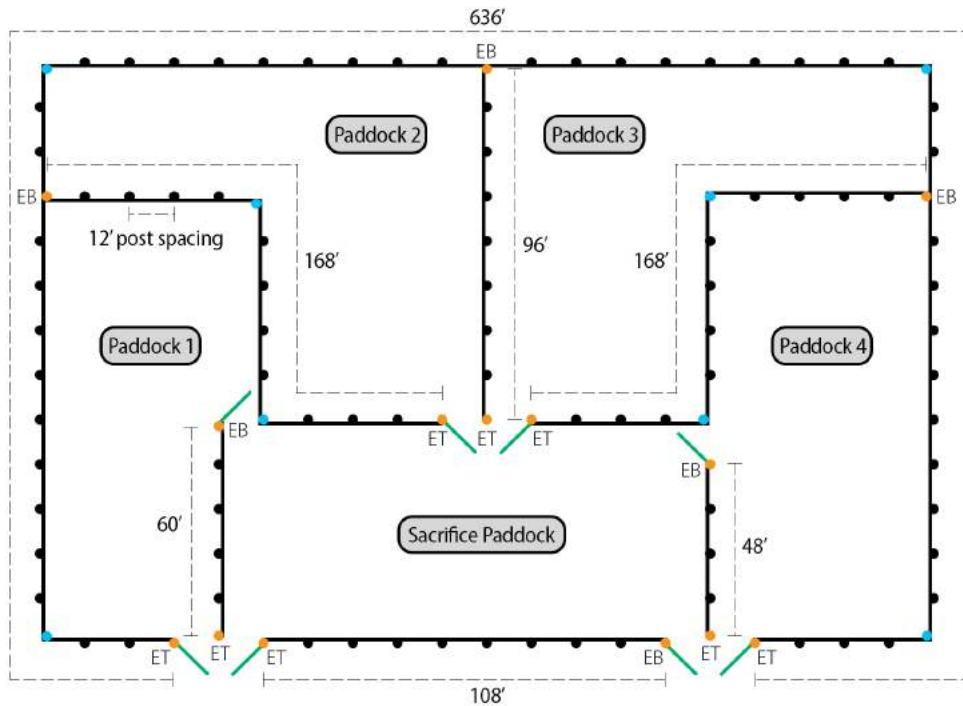 636’
EB
Paddock 2
Paddock 3
EB
EB
12’ post spacing
168’
96’
168’
Paddock 1
Paddock 4
EB
ET
ET
ET
EB
60’
Sacrifice Paddock
48’
ET
ET
ET
EB
ET
ET
108’